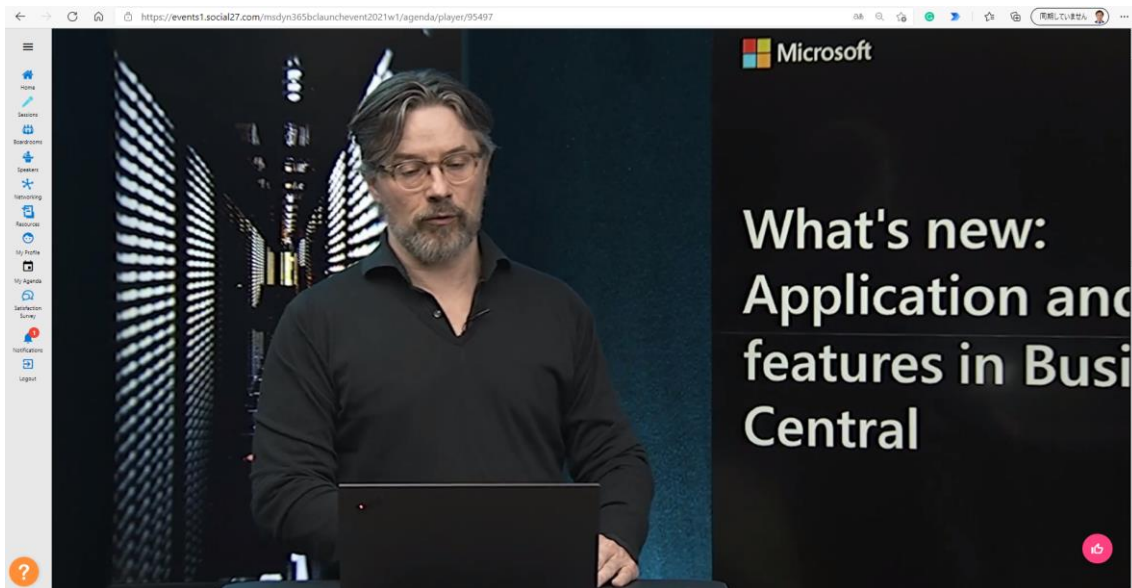 https://events1.social27.com/msdyn365bclaunchevent2021w1/agenda/player/95497
同期していません
Home
Sessions
Boardrooms
Speakers
Networking
Resources
My Profile
My Agenda
Satisfaction
Survey
1
Notifications
Logout
?
Microsoft
What's new:
Application and
features in Busi
Central